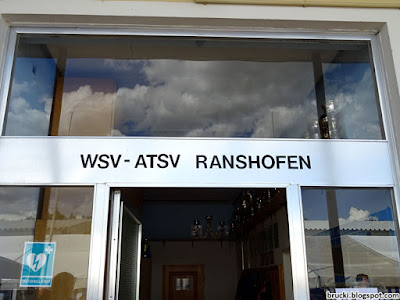 WSV-ATSV RANSHOFEN
brucki.blogspot.com